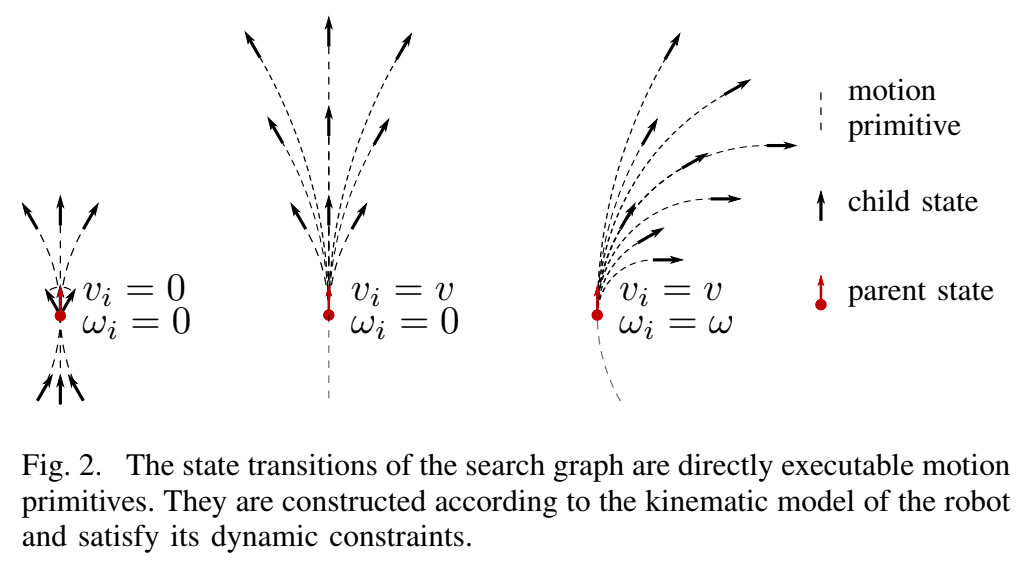 motion
primitive
child state
parent state
v_i = 0
ω_i = 0
v_i = v
ω_i = 0
v_i = v
ω_i = ω
Fig. 2. The state transitions of the search graph are directly executable motion
primitives. They are constructed according to the kinematic model of the robot
and satisfy its dynamic constraints.